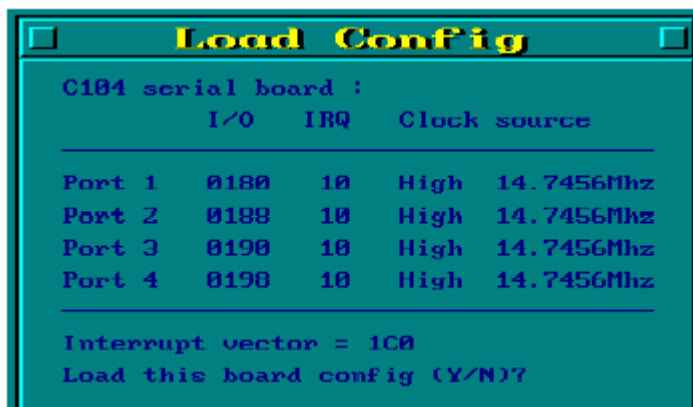 Load Config
C104 serial board :
I/O IRQ Clock source
Port 1 0180 10 High 14.7456Mhz
Port 2 0188 10 High 14.7456Mhz
Port 3 0190 10 High 14.7456Mhz
Port 4 0198 10 High 14.7456Mhz
Interrupt vector = 1C0
Load this board config (Y/N)?